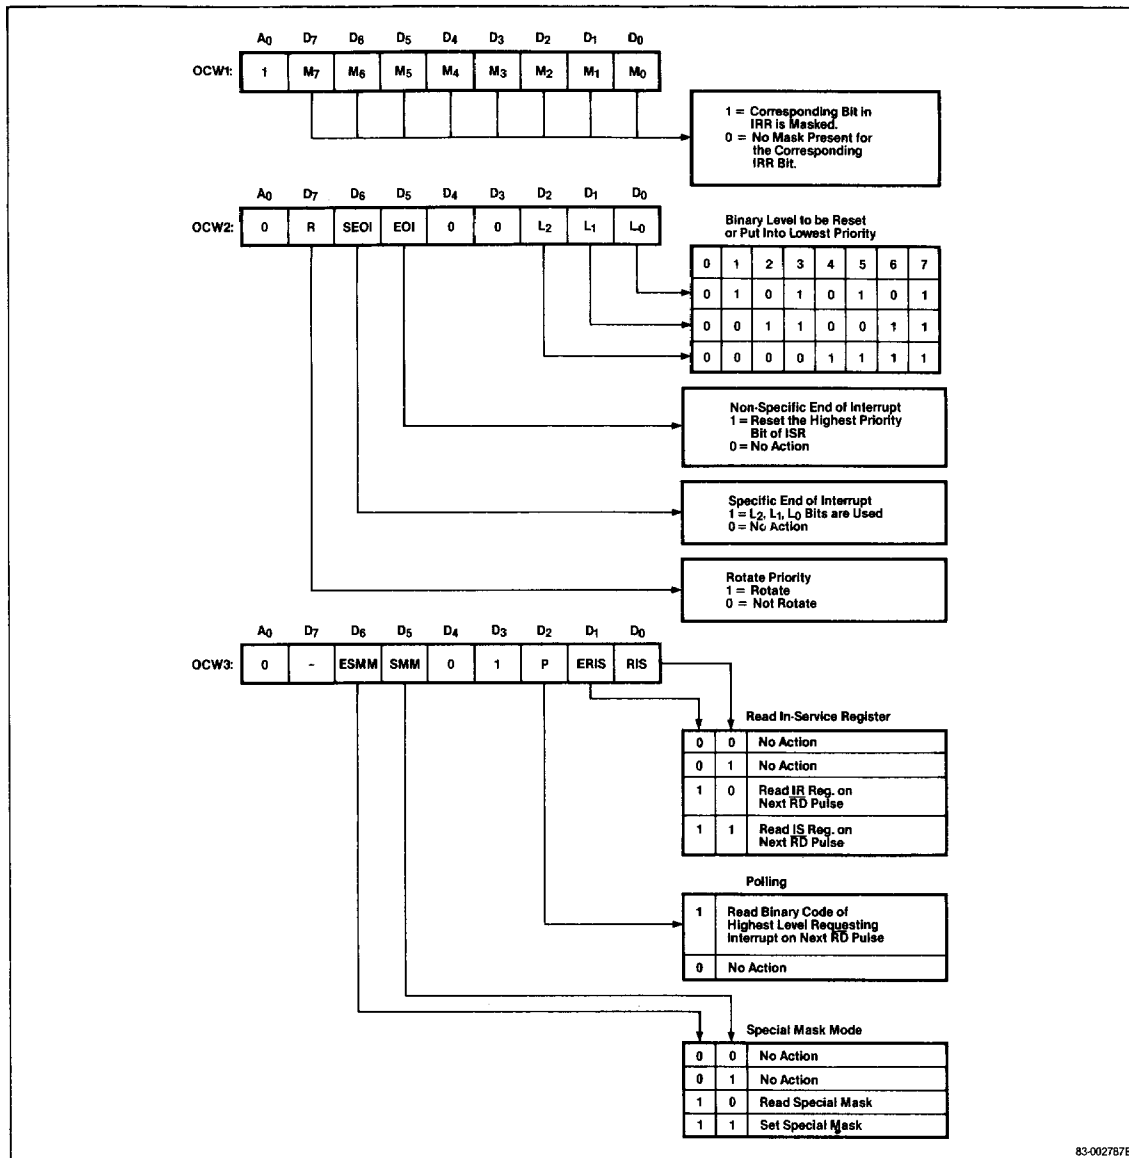 A0 D7 D6 D5 D4 D3 D2 D1 D0
OCW1: 1 M7 M6 M5 M4 M3 M2 M1 M0
1 = Corresponding Bit in
IRR is Masked.
0 = No Mask Present for
the Corresponding
IRR Bit.
A0 D7 D6 D5 D4 D3 D2 D1 D0
OCW2: 0 R SEOI EOI 0 0 L2 L1 L0
Binary Level to be Reset
or Put Into Lowest Priority
0 1 2 3 4 5 6 7
0 1 0 1 0 1 0 1
0 0 1 1 0 0 1 1
0 0 0 0 1 1 1 1
Non-Specific End of Interrupt
1 = Reset the Highest Priority
Bit of ISR
0 = No Action
Specific End of Interrupt
1 = L2, L1, L0 Bits are Used
0 = No Action
Rotate Priority
1 = Rotate
0 = Not Rotate
A0 D7 D6 D5 D4 D3 D2 D1 D0
OCW3: 0 - ESMM SMM 0 1 P ERIS RIS
Read In-Service Register
0 0 No Action
0 1 No Action
1 0 Read IR Reg. on
Next RD Pulse
1 1 Read IS Reg. on
Next RD Pulse
Polling
1 Read Binary Code of
Highest Level Requesting
Interrupt on Next RD Pulse
0 No Action
Special Mask Mode
0 0 No Action
0 1 No Action
1 0 Read Special Mask
1 1 Set Special Mask
83-002787B